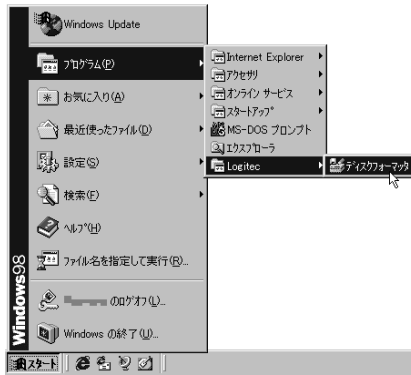 Windows Update
プログラム(P)
お気に入り(A)
最近使ったファイル(D)
設定(S)
検索(F)
ヘルプ(H)
ファイル名を指定して実行(R)...
のログオフ(L)...
Windows の終了(U)...
Windows98
スタート
Internet Explorer
アクセサリ
オンライン サービス
スタートアップ
MS-DOS プロンプト
エクスプローラ
Logitec
ディスクフォーマッタ